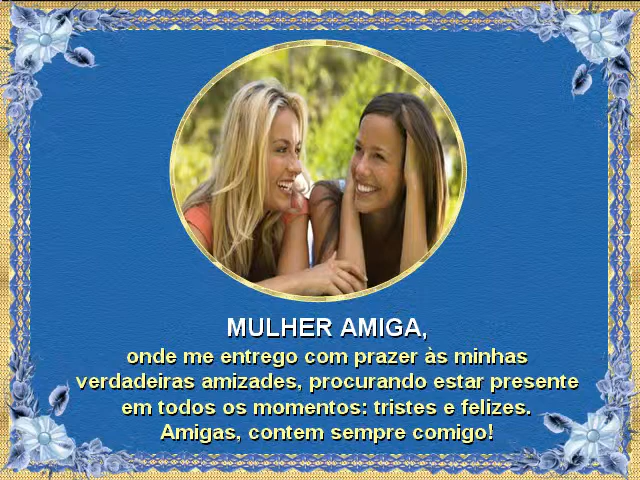 MULHER AMIGA,
onde me entrego com prazer às minhas
verdadeiras amizades, procurando estar presente
em todos os momentos: tristes e felizes.
Amigas, contem sempre comigo!